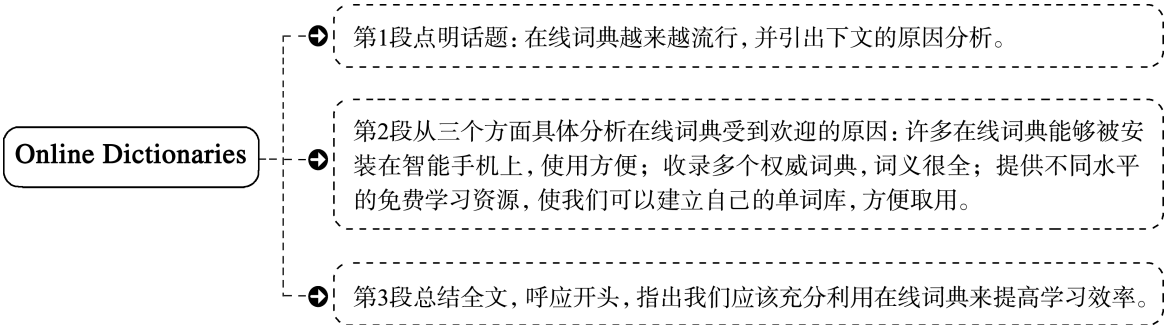 第1段点明话题：在线词典越来越流行，并引出下文的原因分析。
Online Dictionaries
第2段从三个方面具体分析在线词典受到欢迎的原因：许多在线词典能够被安
装在智能手机上，使用方便；收录多个权威词典，词义很全；提供不同水平
的免费学习资源，使我们可以建立自己的单词库，方便取用。
第3段总结全文，呼应开头，指出我们应该充分利用在线词典来提高学习效率。